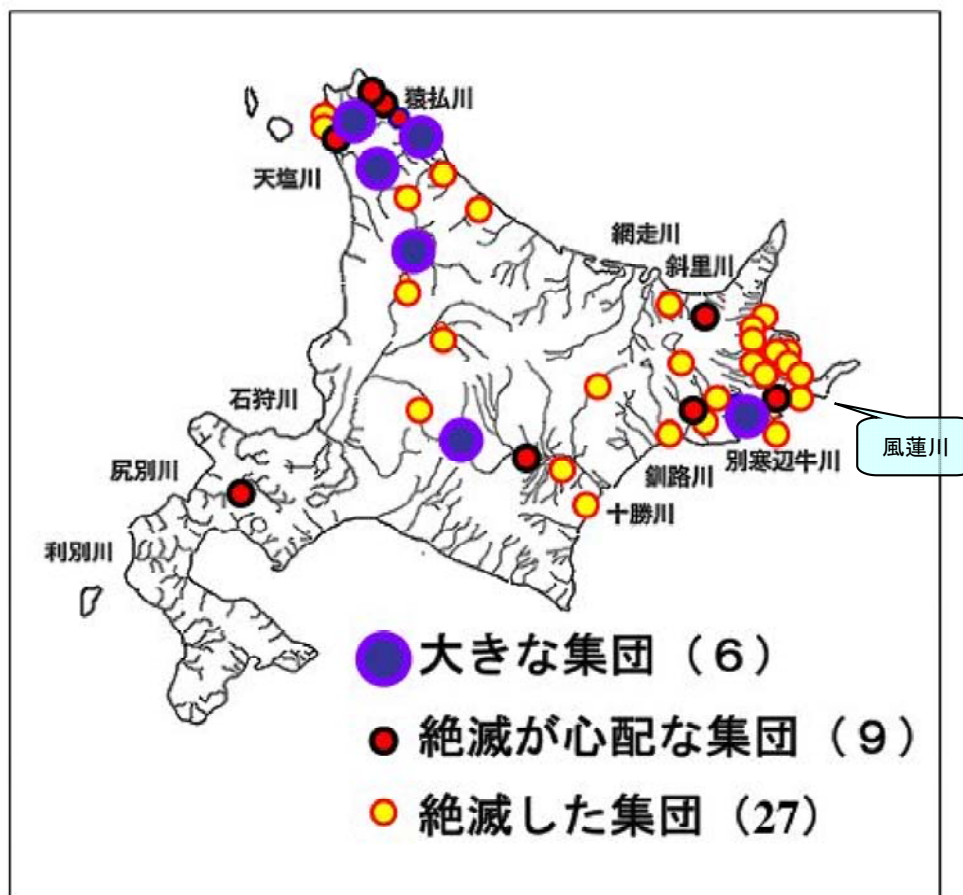 猿払川
天塩川
網走川
斜里川
石狩川
風蓮川
尻別川
釧路川
別寒辺牛川
十勝川
利別川
大きな集団（６）
絶滅が心配な集団（９）
絶滅した集団（27）